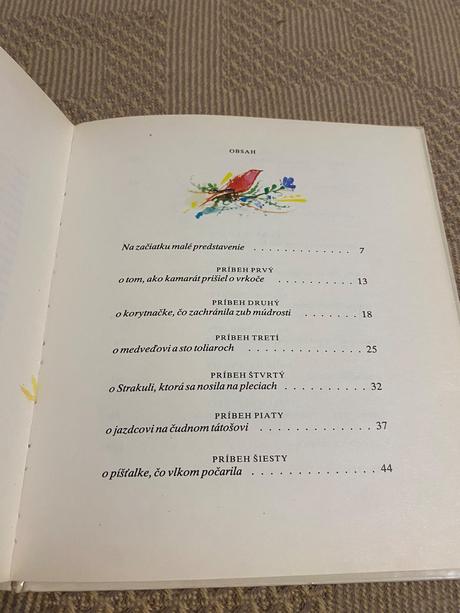 OBSAH
Na začiatku malé predstavenie . . . . . . . . . . . . . 7
PRÍBEH PRVÝ
o tom, ako kamarát prišiel o vrkoče . . . . . . . . . . 13
PRÍBEH DRUHÝ
o korytnačke, čo zachránila zub múdrosti . . . . . . . 18
PRÍBEH TRETÍ
o medveďovi a sto toliaroch . . . . . . . . . . . . . 25
PRÍBEH ŠTVRTÝ
o Strakuli, ktorá sa nosila na pleciach . . . . . . . . . . 32
PRÍBEH PIATY
o jazdcovi na čudnom tátošovi . . . . . . . . . . . . . 37
PRÍBEH ŠIESTY
o píšťalke, čo vlkom počarila . . . . . . . . . . . . . . 44